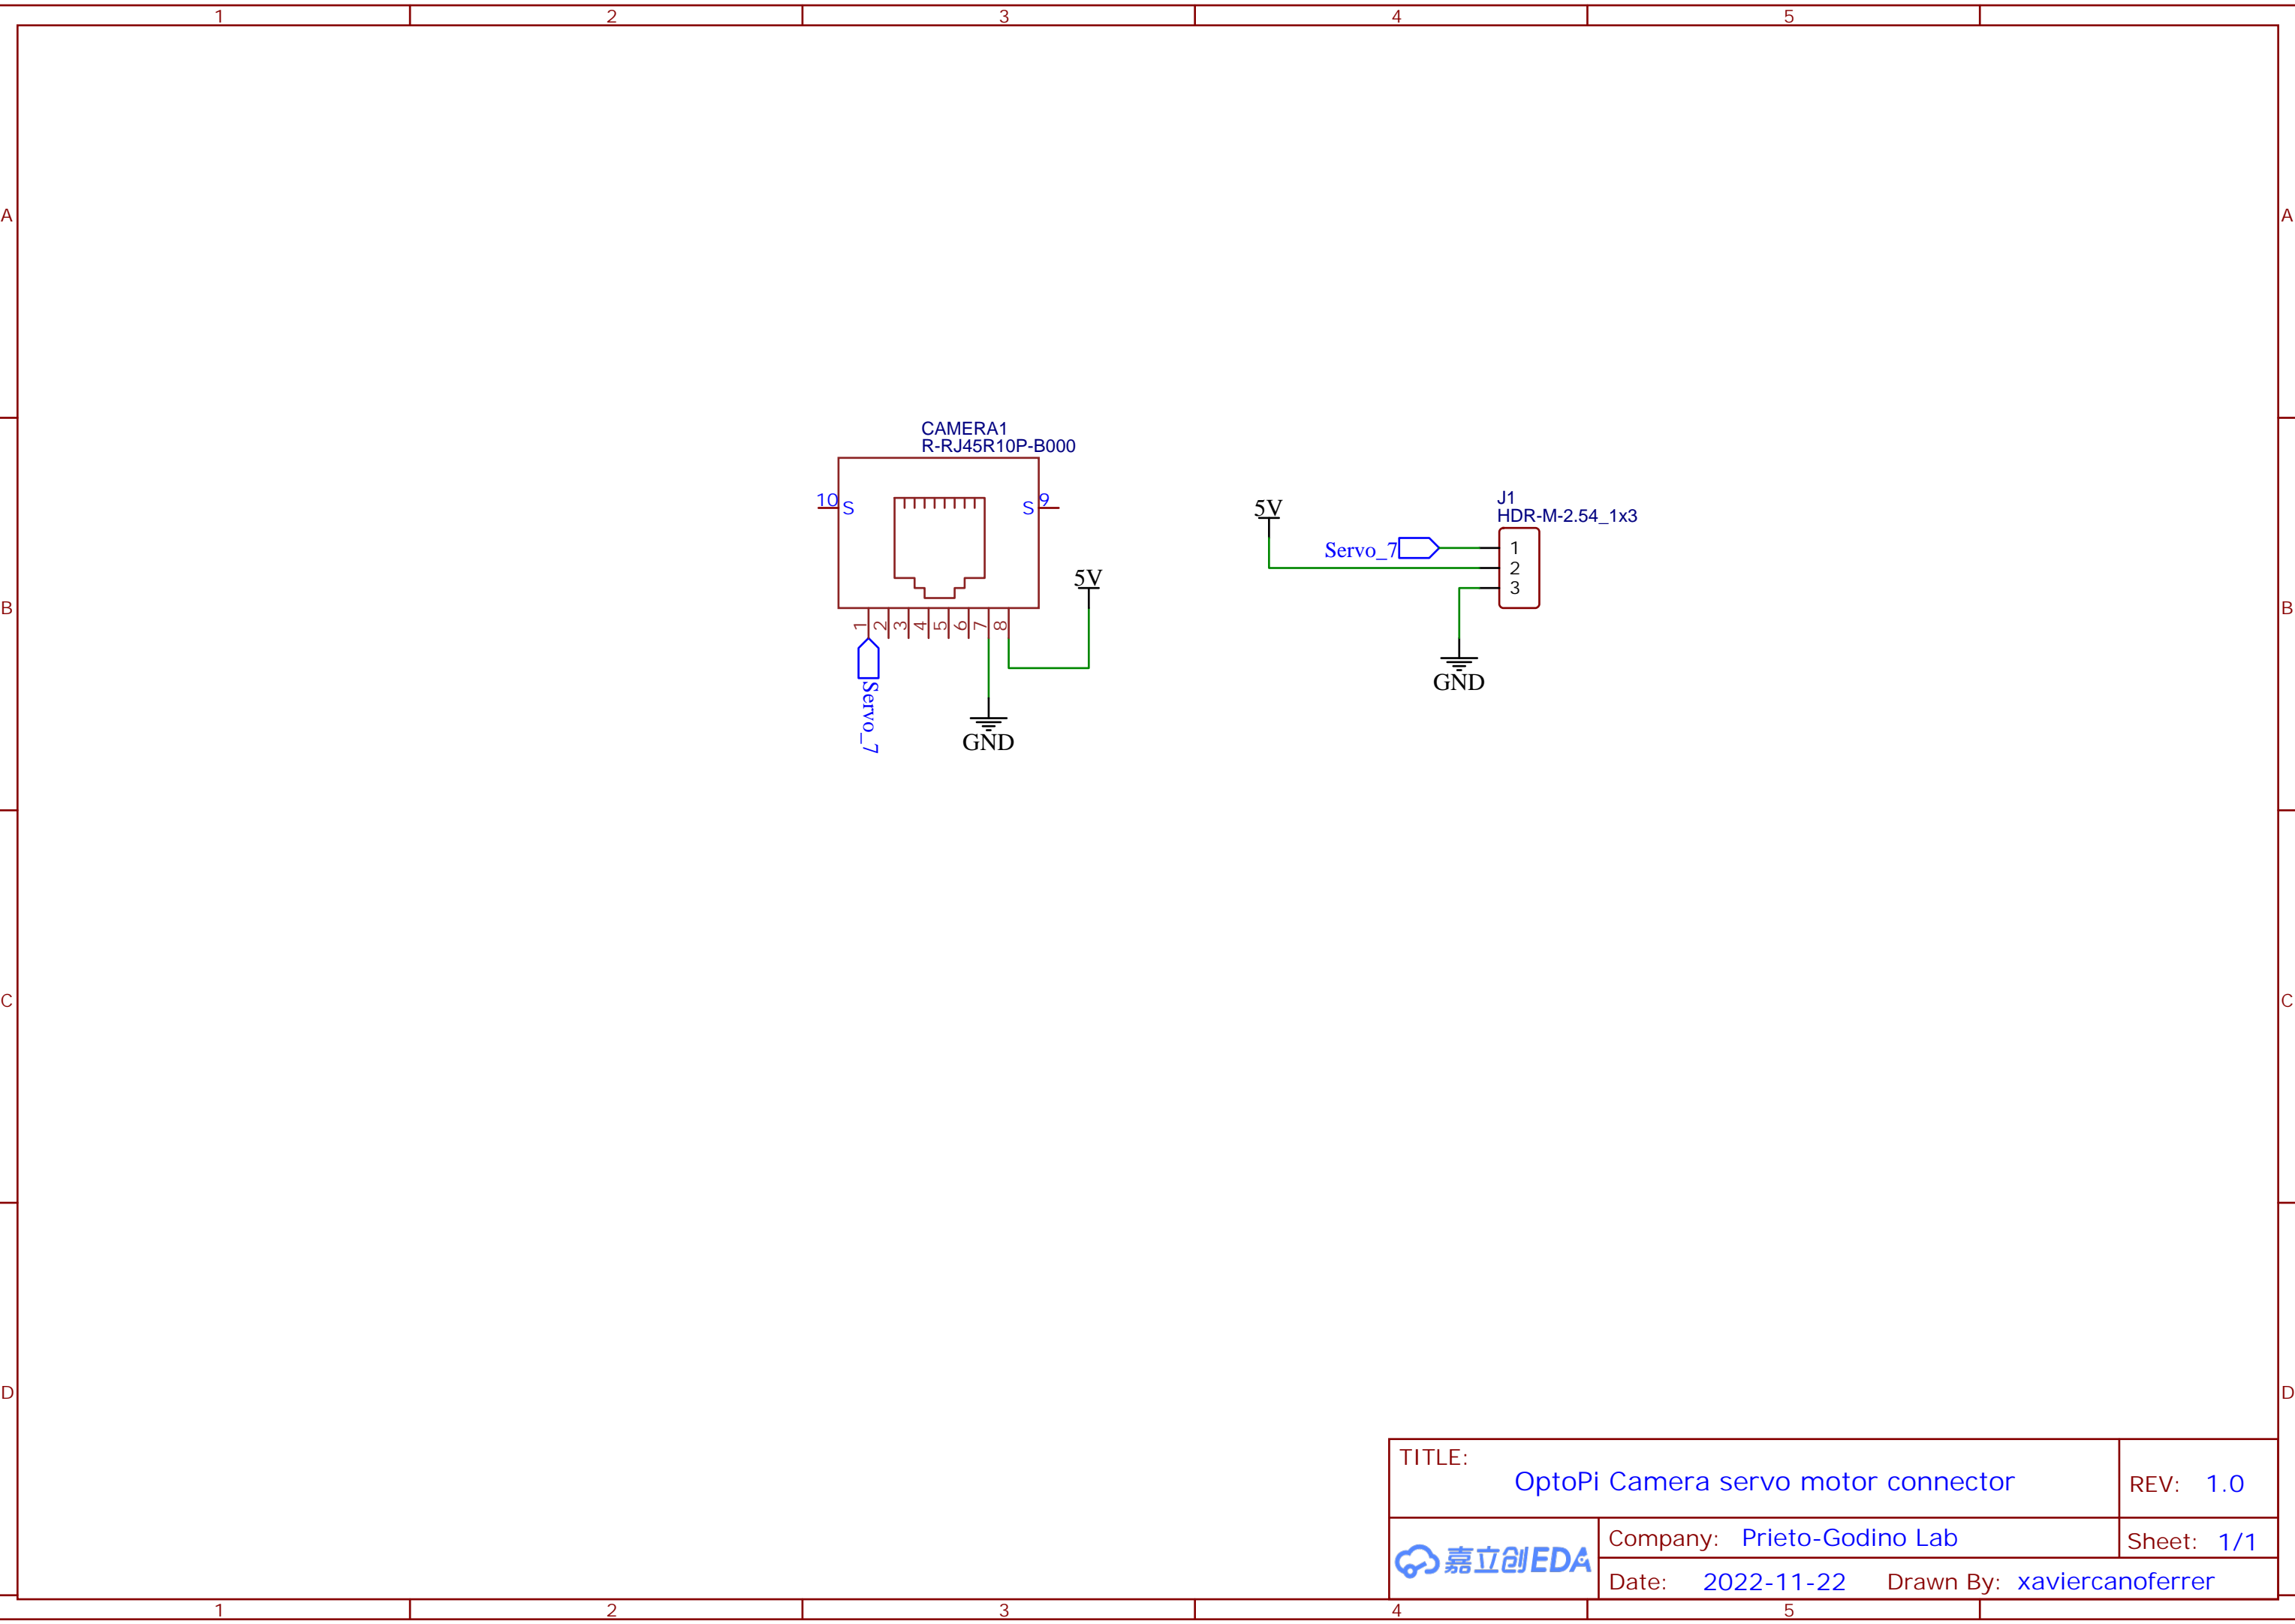 1 2 3 4 5
A A
CAMERA1
R-RJ45R10P-B000
10 S S 9
1 2 3 4 5 6 7 8
Servo_7
GND
5V
5V
Servo_7
J1
HDR-M-2.54_1x3
1
2
3
GND
B B
C C
D D
TITLE:
OptoPi Camera servo motor connector
REV: 1.0
嘉立创EDA
Company: Prieto-Godino Lab
Sheet: 1/1
Date: 2022-11-22 Drawn By: xaviercanoferrer
1 2 3 4 5